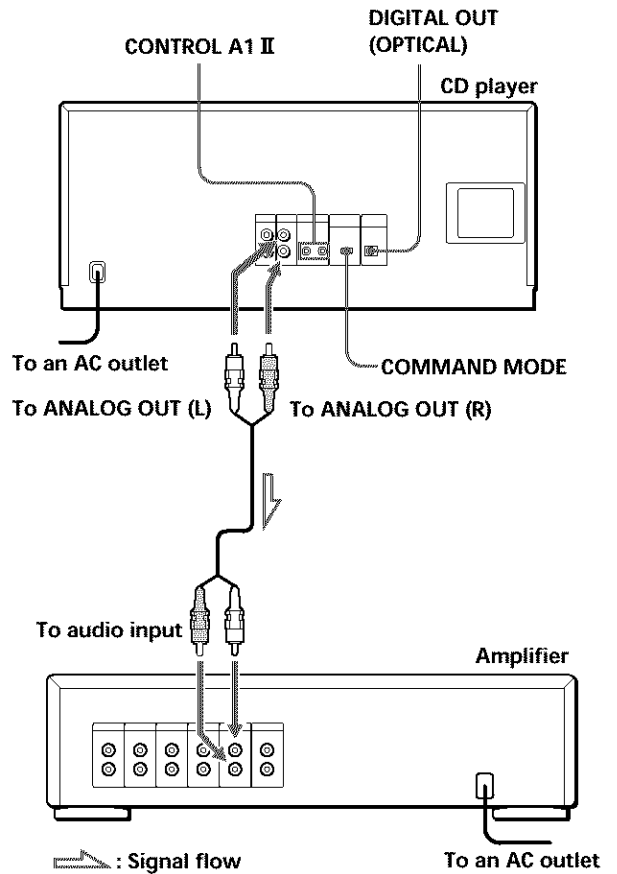 DIGITAL OUT
(OPTICAL)
CONTROL A1 II
CD player
To an AC outlet
COMMAND MODE
To ANALOG OUT (L)
To ANALOG OUT (R)
To audio input
Amplifier
: Signal flow
To an AC outlet